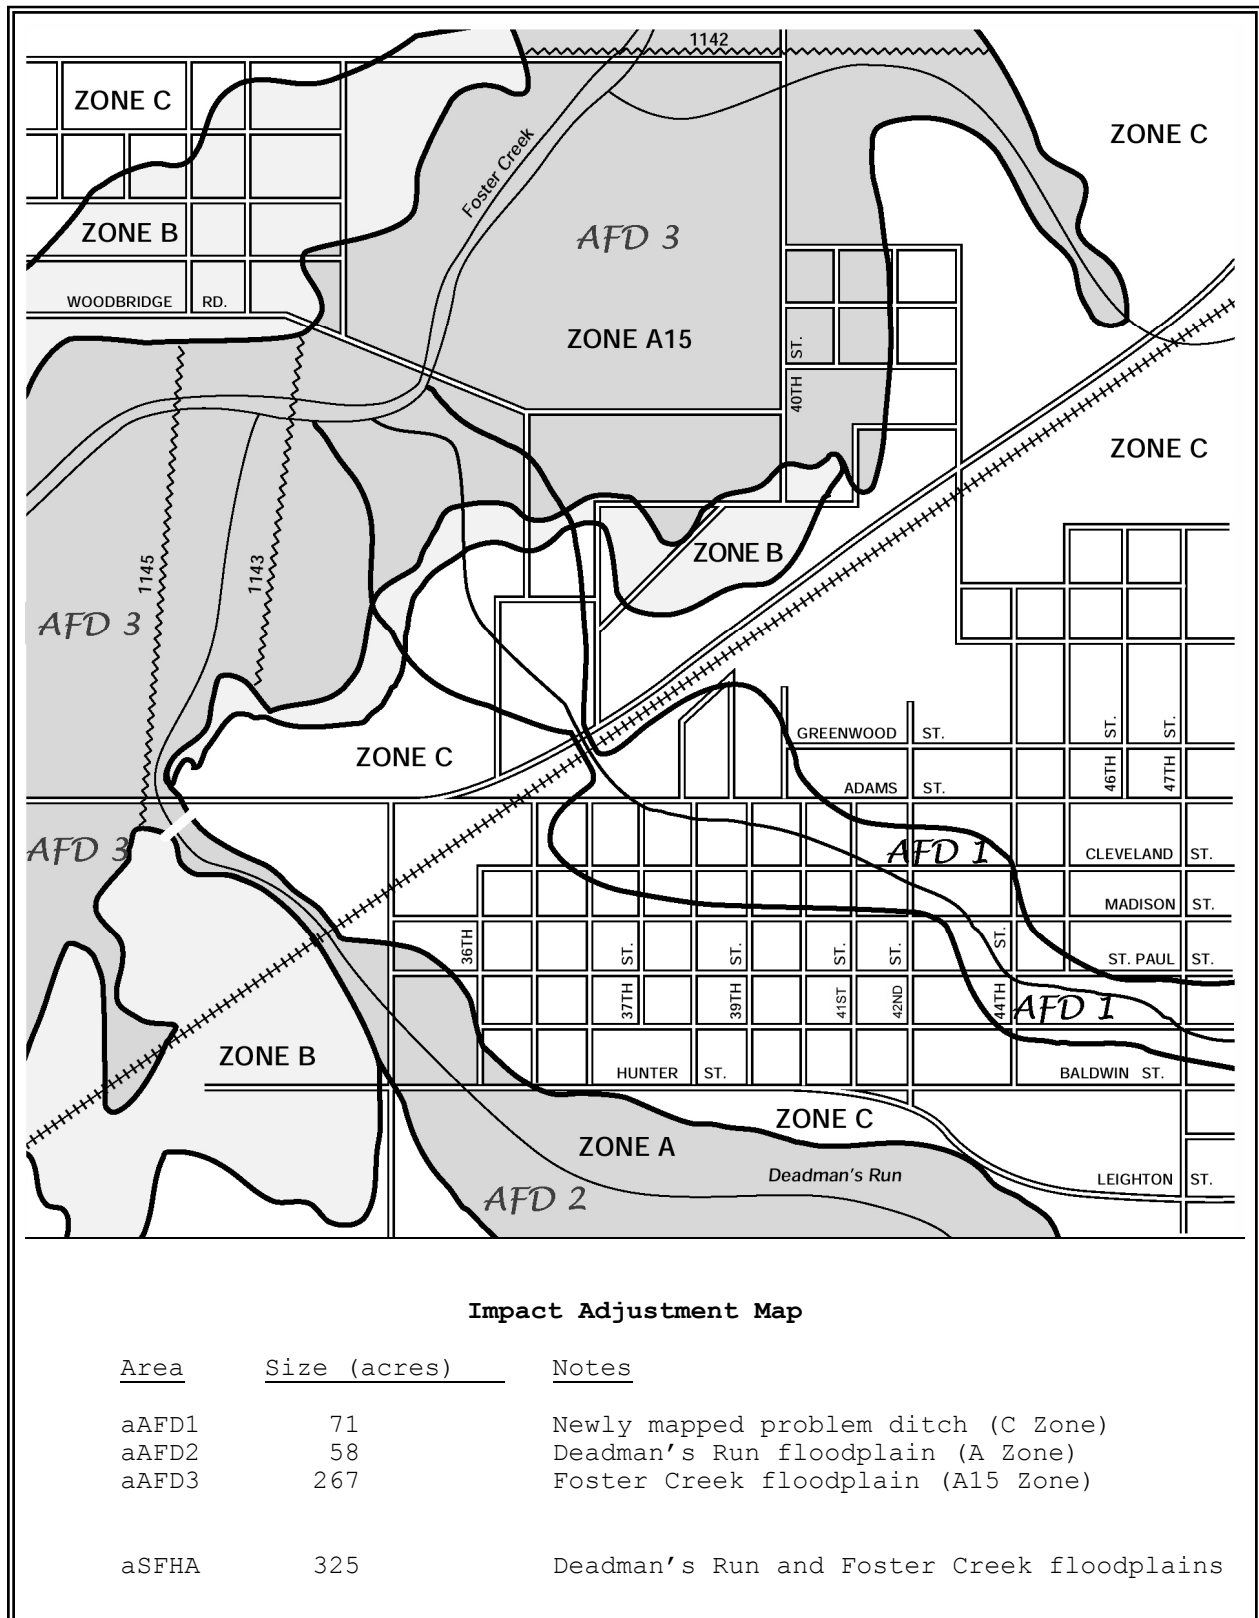 1142
ZONE C
ZONE C
Foster Creek
ZONE B
AFD 3
WOODBRIDGE RD.
ZONE A15
40TH ST.
ZONE C
1145
1143
ZONE B
AFD 3
GREENWOOD ST.
46TH ST.
47TH ST.
ZONE C
ADAMS ST.
AFD 3
AFD 1
CLEVELAND ST.
MADISON ST.
36TH
37TH ST.
39TH ST.
41ST ST.
42ND ST.
44TH ST.
ST. PAUL ST.
AFD 1
ZONE B
HUNTER ST.
BALDWIN ST.
ZONE C
ZONE A
Deadman's Run
LEIGHTON ST.
AFD 2
Impact Adjustment Map
Area Size (acres) Notes
aAFD1 71 Newly mapped problem ditch (C Zone)
aAFD2 58 Deadman's Run floodplain (A Zone)
aAFD3 267 Foster Creek floodplain (A15 Zone)
aSFHA 325 Deadman's Run and Foster Creek floodplains